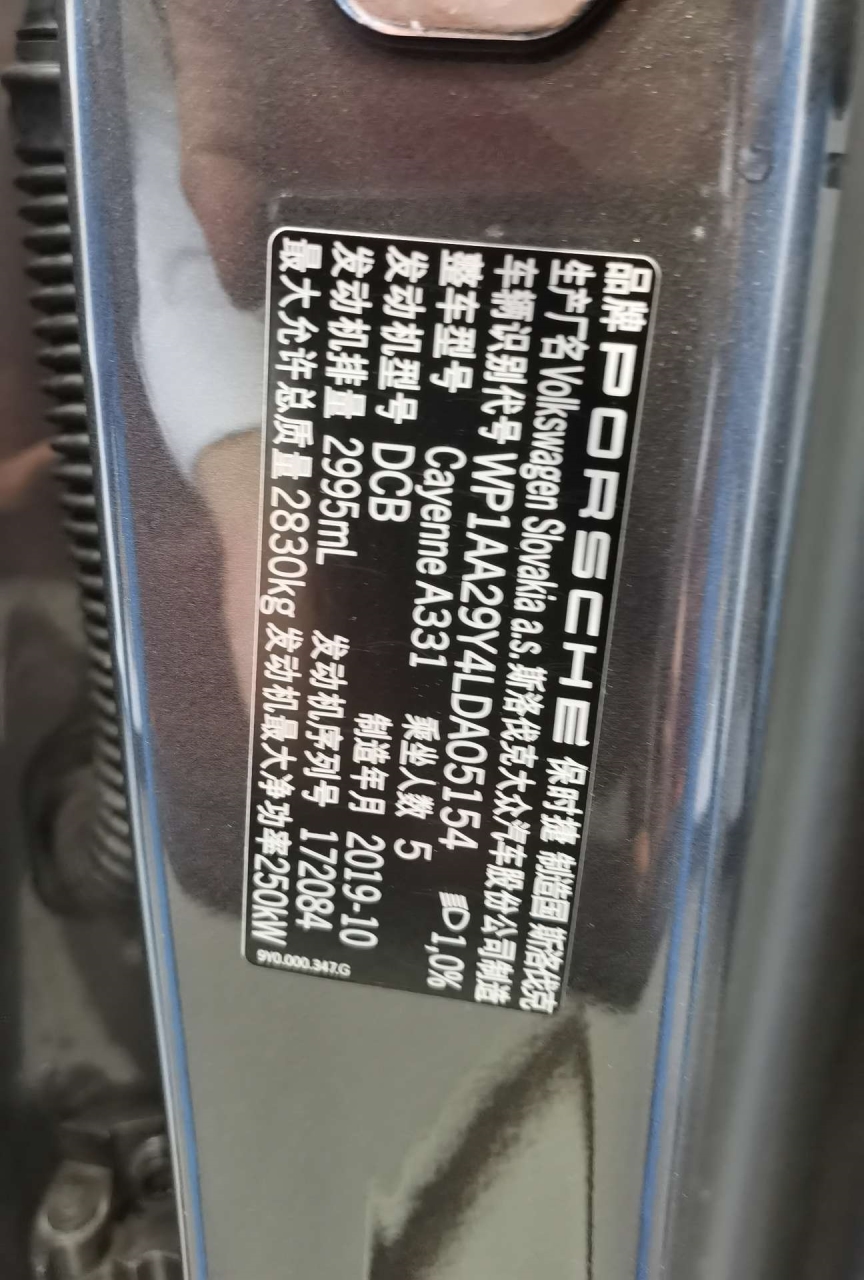 品牌 PORSCHE 保时捷 制造国 斯洛伐克
生产厂名 Volkswagen Slovakia a.s 斯洛伐克大众汽车股份公司制造
车辆识别代号 WP1AA29Y4LDA05154
整车型号 Cayenne A331 乘坐人数 5 1,0%
发动机型号 DCB 制造年月 2019-10
发动机排量 2995mL 发动机序列号 172084
最大允许总质量 2830kg 发动机最大净功率250KW
9Y0.000.347.G